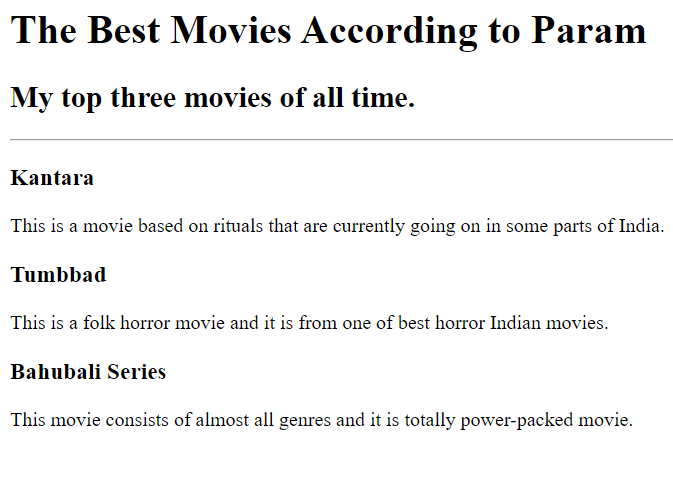 The Best Movies According to Param
My top three movies of all time.
Kantara
This is a movie based on rituals that are currently going on in some parts of India.
Tumbbad
This is a folk horror movie and it is from one of best horror Indian movies.
Bahubali Series
This movie consists of almost all genres and it is totally power-packed movie.